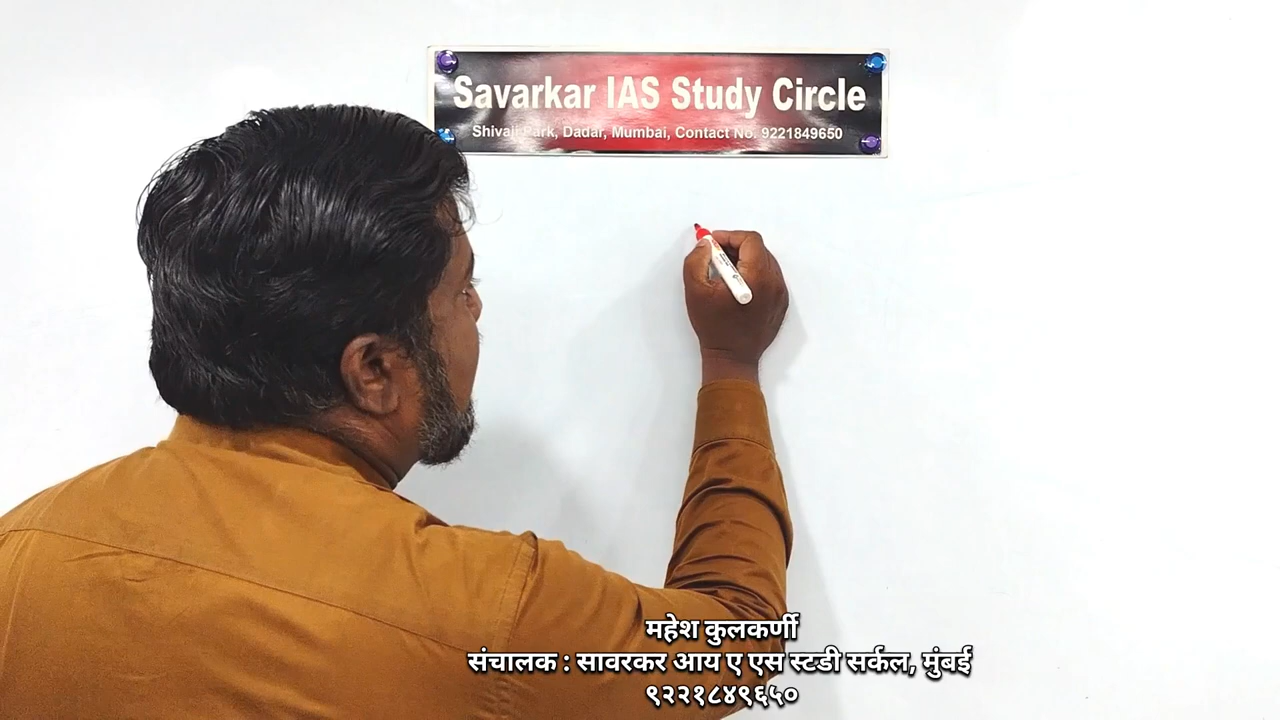 Savarkar IAS Study Circle
Shivaji Park, Dadar, Mumbai, Contact No. 9221849650
महेश कुलकर्णी
संचालक : सावरकर आय ए एस स्टडी सर्कल, मुंबई
९२२१८४९६५०